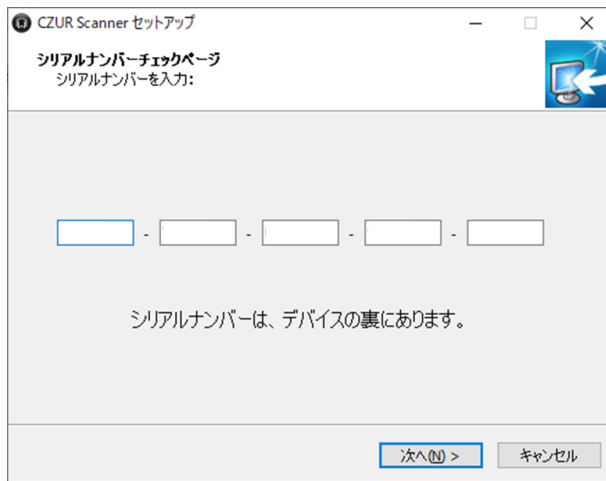 CZUR Scanner セットアップ
シリアルナンバーチェックページ
シリアルナンバーを入力:
- - - -
シリアルナンバーは、デバイスの裏にあります。
次へ(N) >
キャンセル